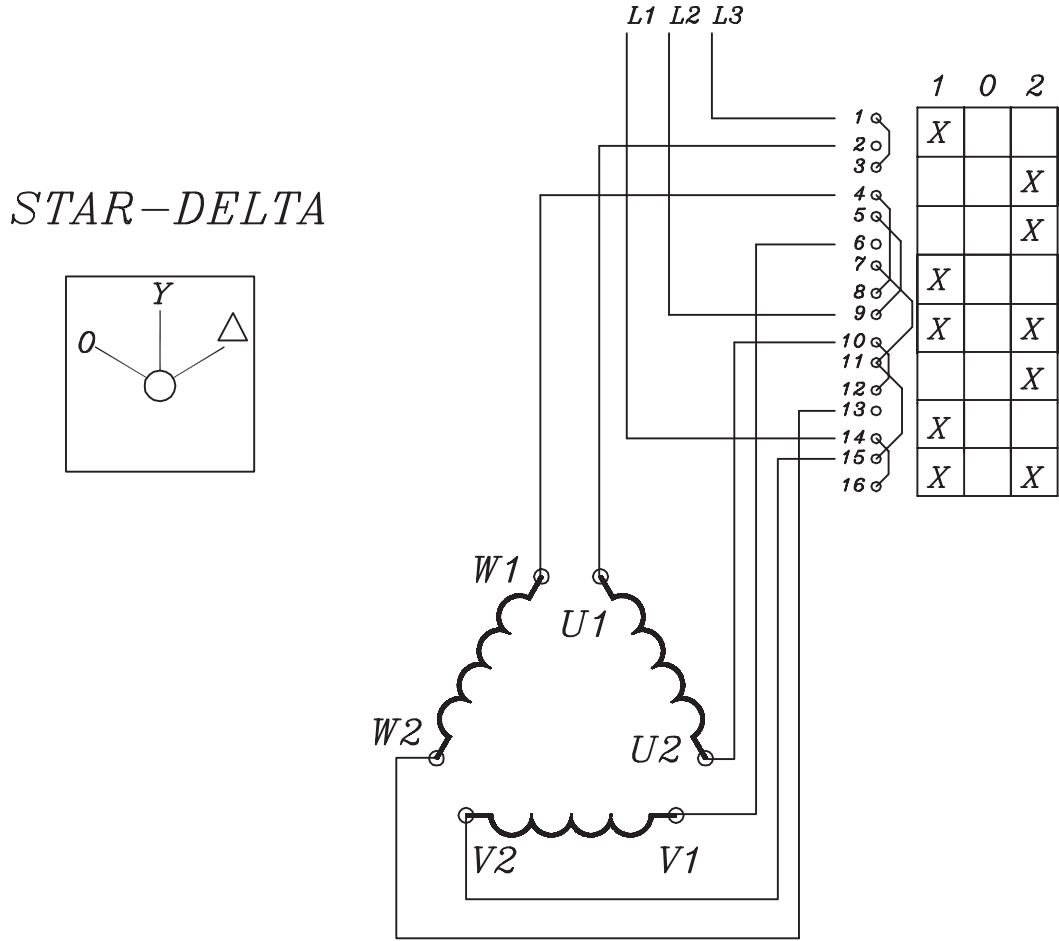 L1 L2 L3
1 0 2
STAR-DELTA
0 Y △
1 X
2
3 X
4
5 X
6
7 X
8
9 X X
10
11 X
12
13 X
14
15 X X
16
W1 U1
W2 U2
V2 V1